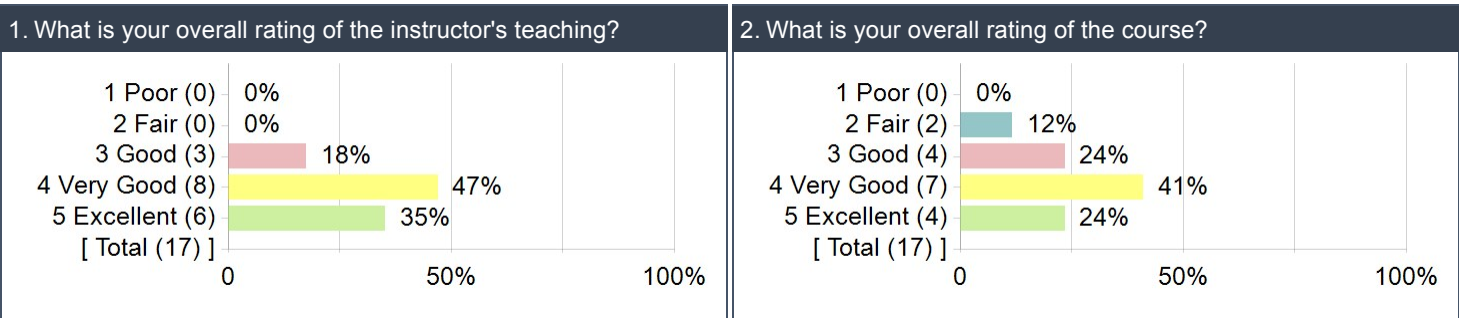 1. What is your overall rating of the instructor's teaching?
1 Poor (0) 0%
2 Fair (0) 0%
3 Good (3) 18%
4 Very Good (8) 47%
5 Excellent (6) 35%
[ Total (17) ]
0 50% 100%
2. What is your overall rating of the course?
1 Poor (0) 0%
2 Fair (2) 12%
3 Good (4) 24%
4 Very Good (7) 41%
5 Excellent (4) 24%
[ Total (17) ]
0 50% 100%